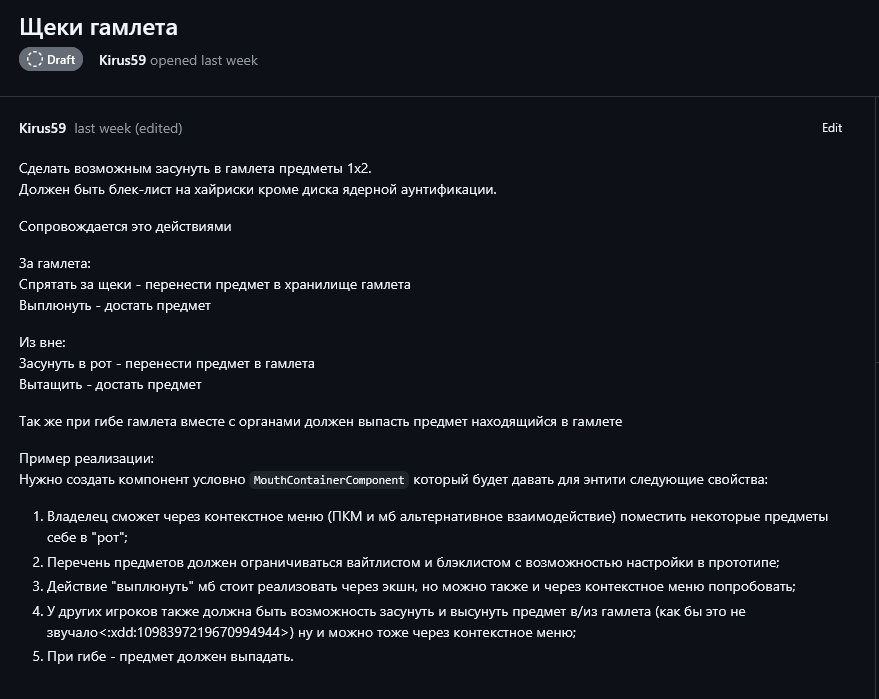 Щеки гамлета
Draft Kirus59 opened last week
Kirus59 last week (edited) Edit
Сделать возможным засунуть в гамлета предметы 1x2.
Должен быть блек-лист на хайриски кроме диска ядерной аунтификации.
Сопровождается это действиями
За гамлета:
Спрятать за щеки - перенести предмет в хранилище гамлета
Выплюнуть - достать предмет
Из вне:
Засунуть в рот - перенести предмет в гамлета
Вытащить - достать предмет
Так же при гибе гамлета вместе с органами должен выпасть предмет находящийся в гамлете
Пример реализации:
Нужно создать компонент условно MouthContainerComponent который будет давать для энтити следующие свойства:
1. Владелец сможет через контекстное меню (ПКМ и мб альтернативное взаимодействие) поместить некоторые предметы
себе в "рот";
2. Перечень предметов должен ограничиваться вайтлистом и блэклистом с возможностью настройки в прототипе;
3. Действие "выплюнуть" мб стоит реализовать через экшн, но можно также и через контекстное меню попробовать;
4. У других игроков также должна быть возможность засунуть и высунуть предмет в/из гамлета (как бы это не
звучало<:xdd:1098397219670994944>) ну и можно тоже через контекстное меню;
5. При гибе - предмет должен выпадать.